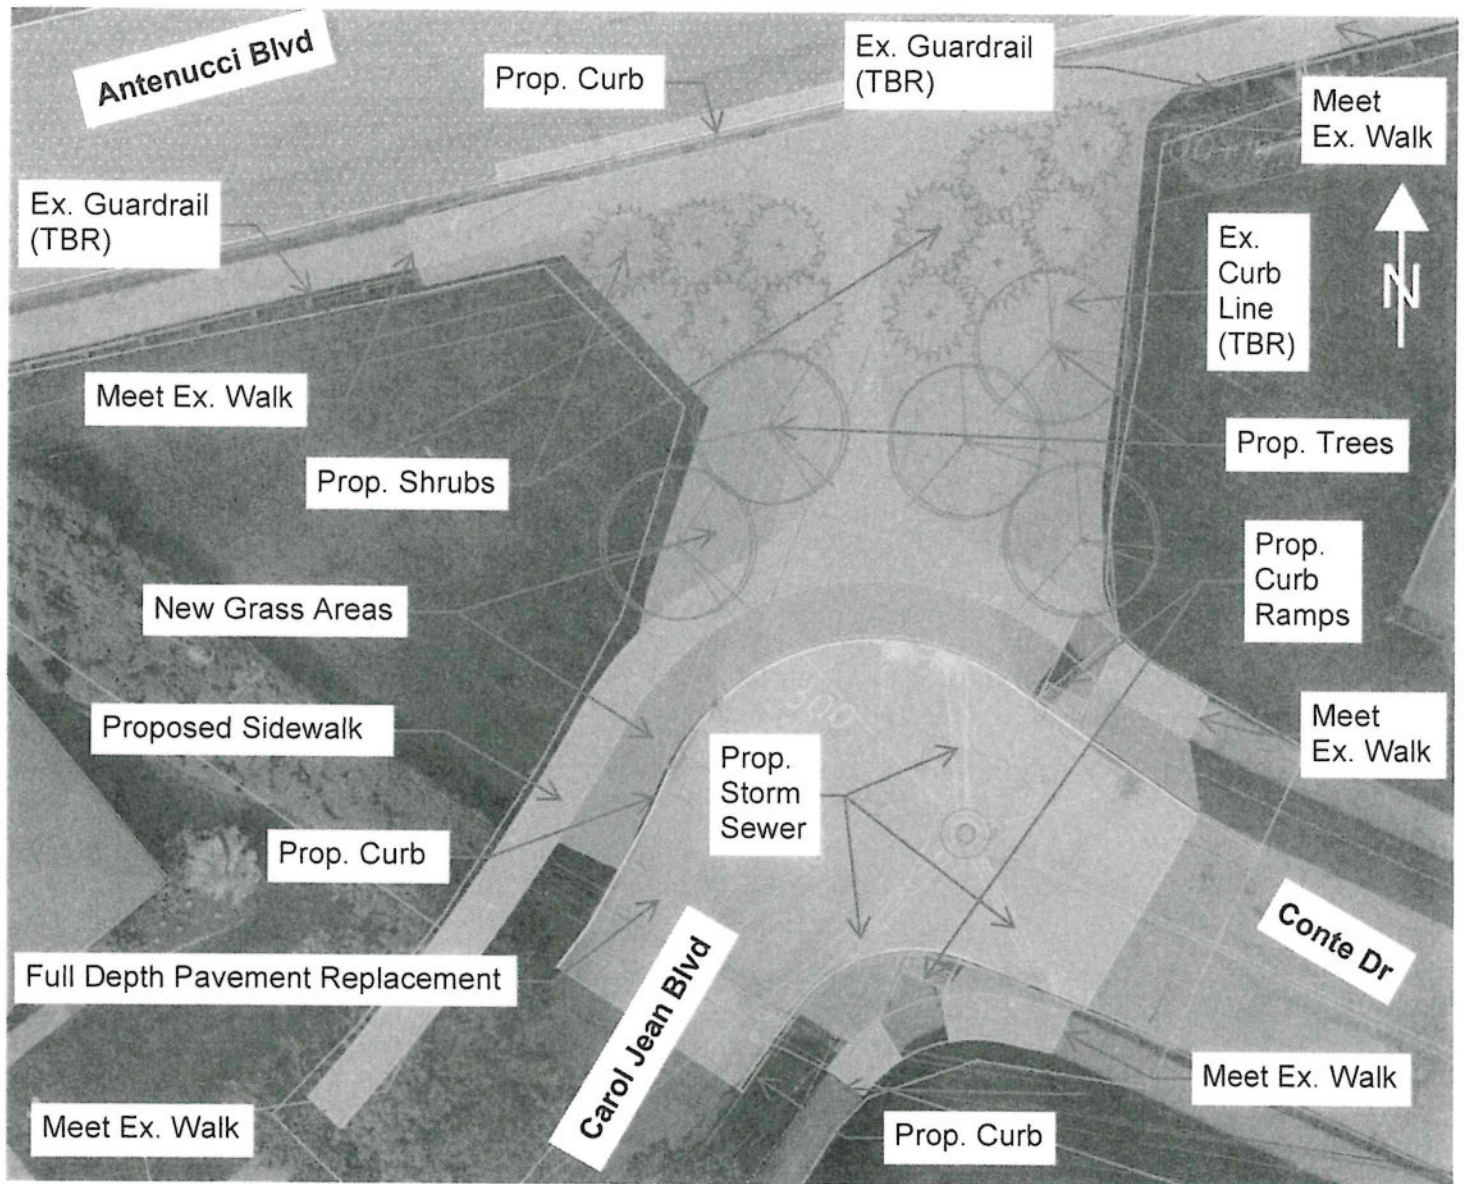 Antenucci Blvd
Prop. Curb
Ex. Guardrail
(TBR)
Meet
Ex. Walk
Ex. Guardrail
(TBR)
Ex.
Curb
Line
(TBR)
N
Meet Ex. Walk
Prop. Trees
Prop. Shrubs
Prop.
Curb
Ramps
New Grass Areas
Proposed Sidewalk
Meet
Ex. Walk
Prop.
Storm
Sewer
Prop. Curb
Conte Dr
Full Depth Pavement Replacement
Carol Jean Blvd
Meet Ex. Walk
Meet Ex. Walk
Prop. Curb